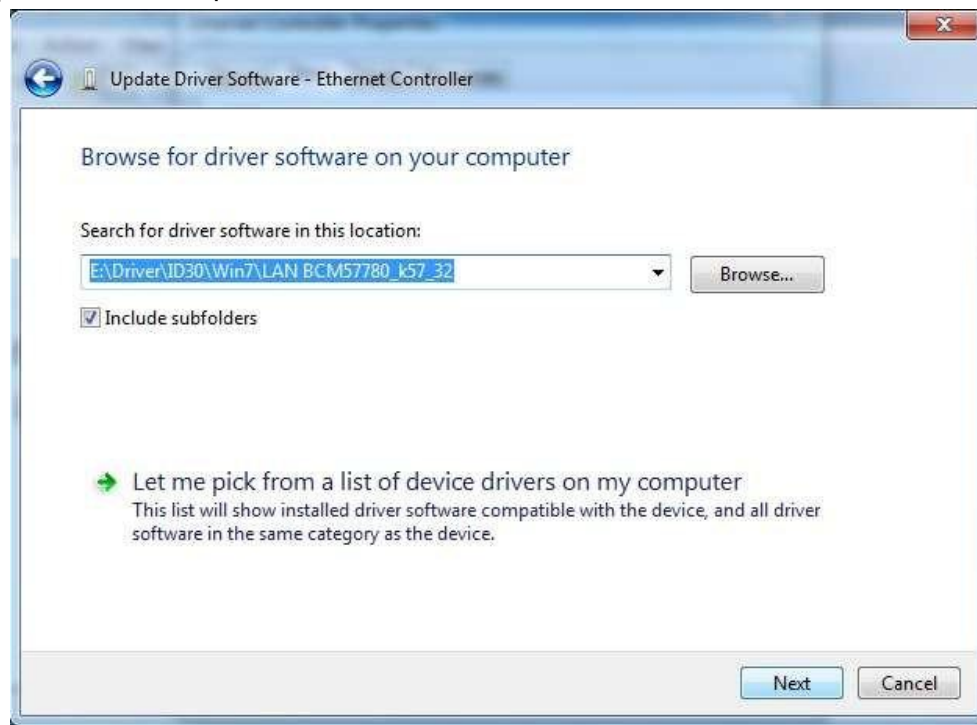 Update Driver Software - Ethernet Controller
Browse for driver software on your computer
Search for driver software in this location:
E:\Driver\ID30\Win7\LAN BCM57780_k57_32
Browse...
Include subfolders
Let me pick from a list of device drivers on my computer
This list will show installed driver software compatible with the device, and all driver
software in the same category as the device.
Next
Cancel